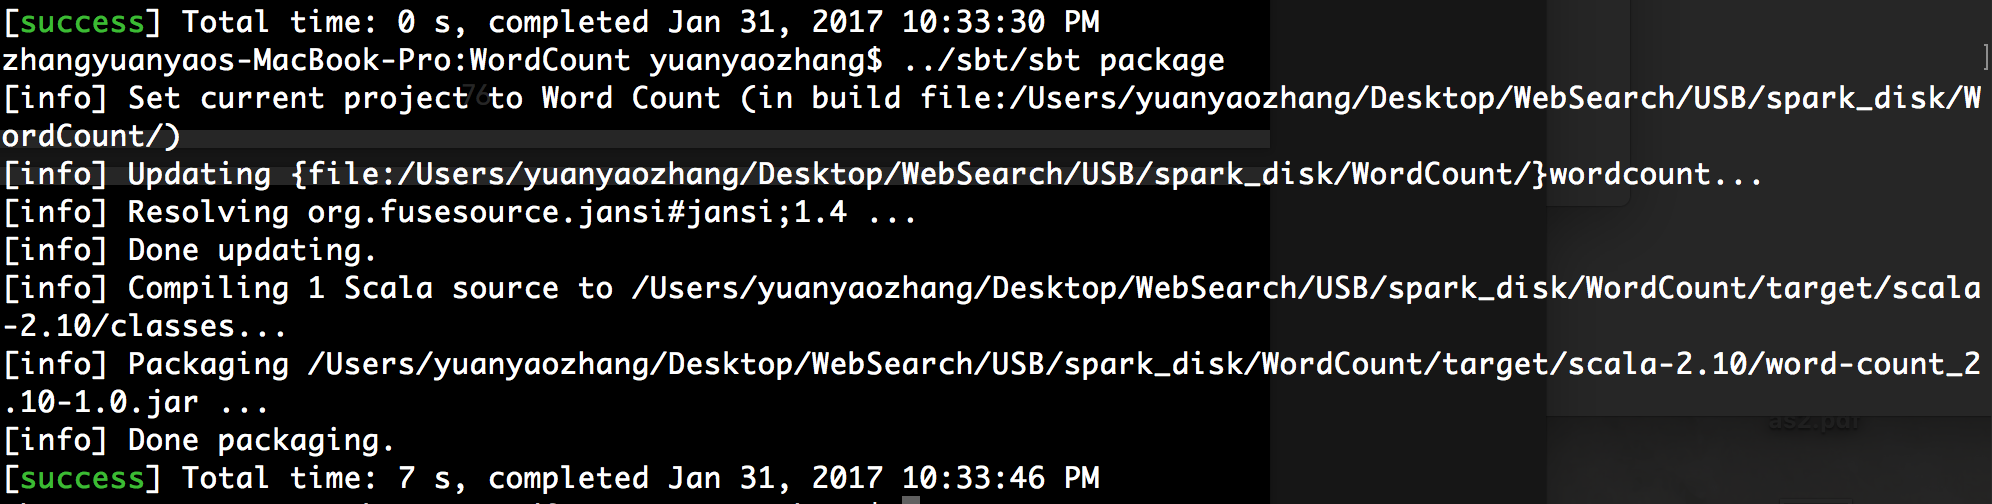 [success] Total time: 0 s, completed Jan 31, 2017 10:33:30 PM
zhangyuanyaos-MacBook-Pro:WordCount yuanyaozhang$ ../sbt/sbt package
[info] Set current project to Word Count (in build file:/Users/yuanyaozhang/Desktop/WebSearch/USB/spark_disk/W
ordCount/)
[info] Updating {file:/Users/yuanyaozhang/Desktop/WebSearch/USB/spark_disk/WordCount/}wordcount...
[info] Resolving org.fusesource.jansi#jansi;1.4 ...
[info] Done updating.
[info] Compiling 1 Scala source to /Users/yuanyaozhang/Desktop/WebSearch/USB/spark_disk/WordCount/target/scala
-2.10/classes...
[info] Packaging /Users/yuanyaozhang/Desktop/WebSearch/USB/spark_disk/WordCount/target/scala-2.10/word-count_2
.10-1.0.jar ...
as2.pdf
[info] Done packaging.
[success] Total time: 7 s, completed Jan 31, 2017 10:33:46 PM